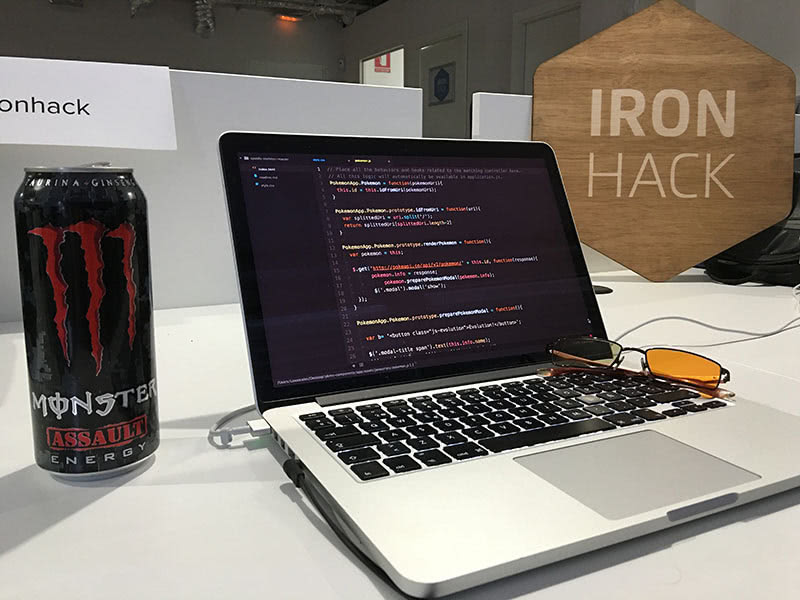 onhack
IRON
HACK
TAURINA-GINSENG
MONSTER
ASSAULT
ENERGY
// Place all the behaviors and hooks related to the matching controller here.
// All this logic will automatically be available in application.js.
PokemonApp.Pokemon = function(pokemonUri){
this.id = this.idFromUri(pokemonUri);
}
PokemonApp.Pokemon.prototype.idFromUri = function(uri){
var splittedUri = uri.split("/");
return splittedUri[splittedUri.length-2]
PokemonApp.Pokemon.prototype.renderPokemon = function(){
var pokemon = this;
$.get("http://pokeapi.co/api/v1/pokemon/" + this.id, function(response){
pokemon.info = response;
pokemon.preparePokemonModal(pokemon.info);
$(".modal").modal("show");
});
}
PokemonApp.Pokemon.prototype.preparePokemonModal = function(){
var b= '<button class="js-evolution">Evolution!</button>';
$('.modal-title span').text(this.info.name);